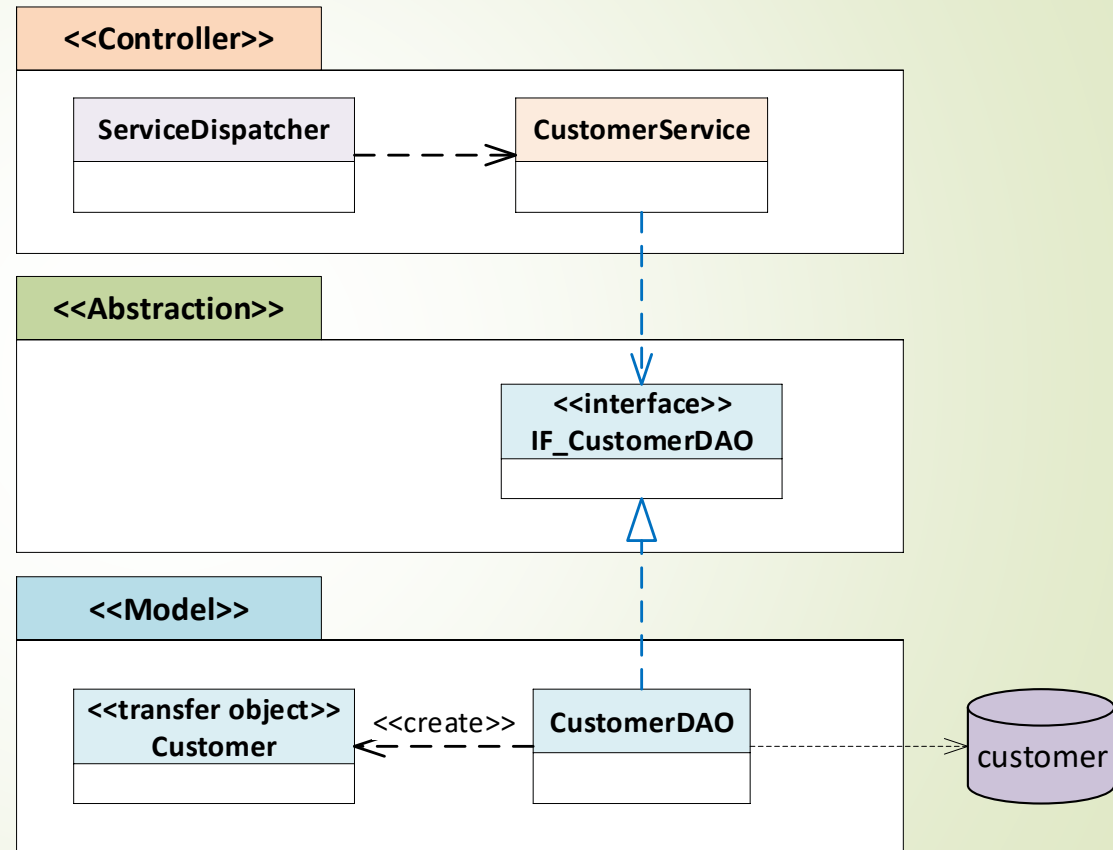 <<Controller>>
ServiceDispatcher
CustomerService
<<Abstraction>>
<<interface>>
IF_CustomerDAO
<<Model>>
<<transfer object>>
Customer
<<create>>
CustomerDAO
customer